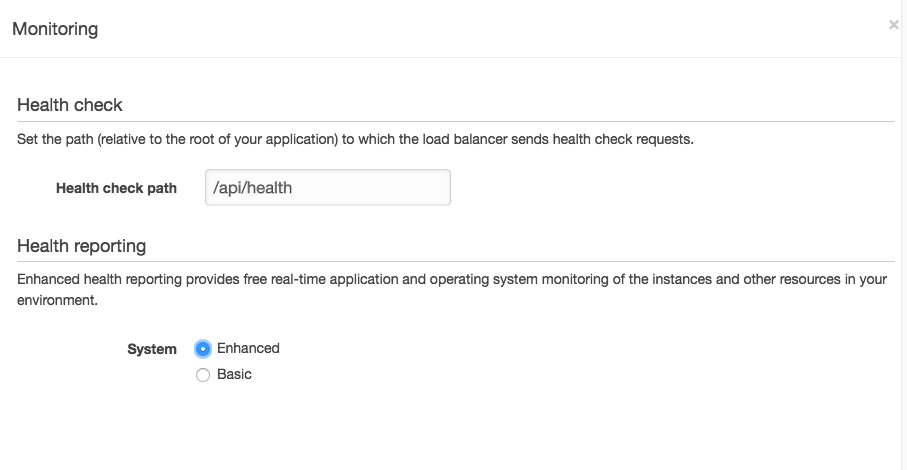 Monitoring
×
Health check
Set the path (relative to the root of your application) to which the load balancer sends health check requests.
Health check path /api/health
Health reporting
Enhanced health reporting provides free real-time application and operating system monitoring of the instances and other resources in your
environment.
System Enhanced
Basic